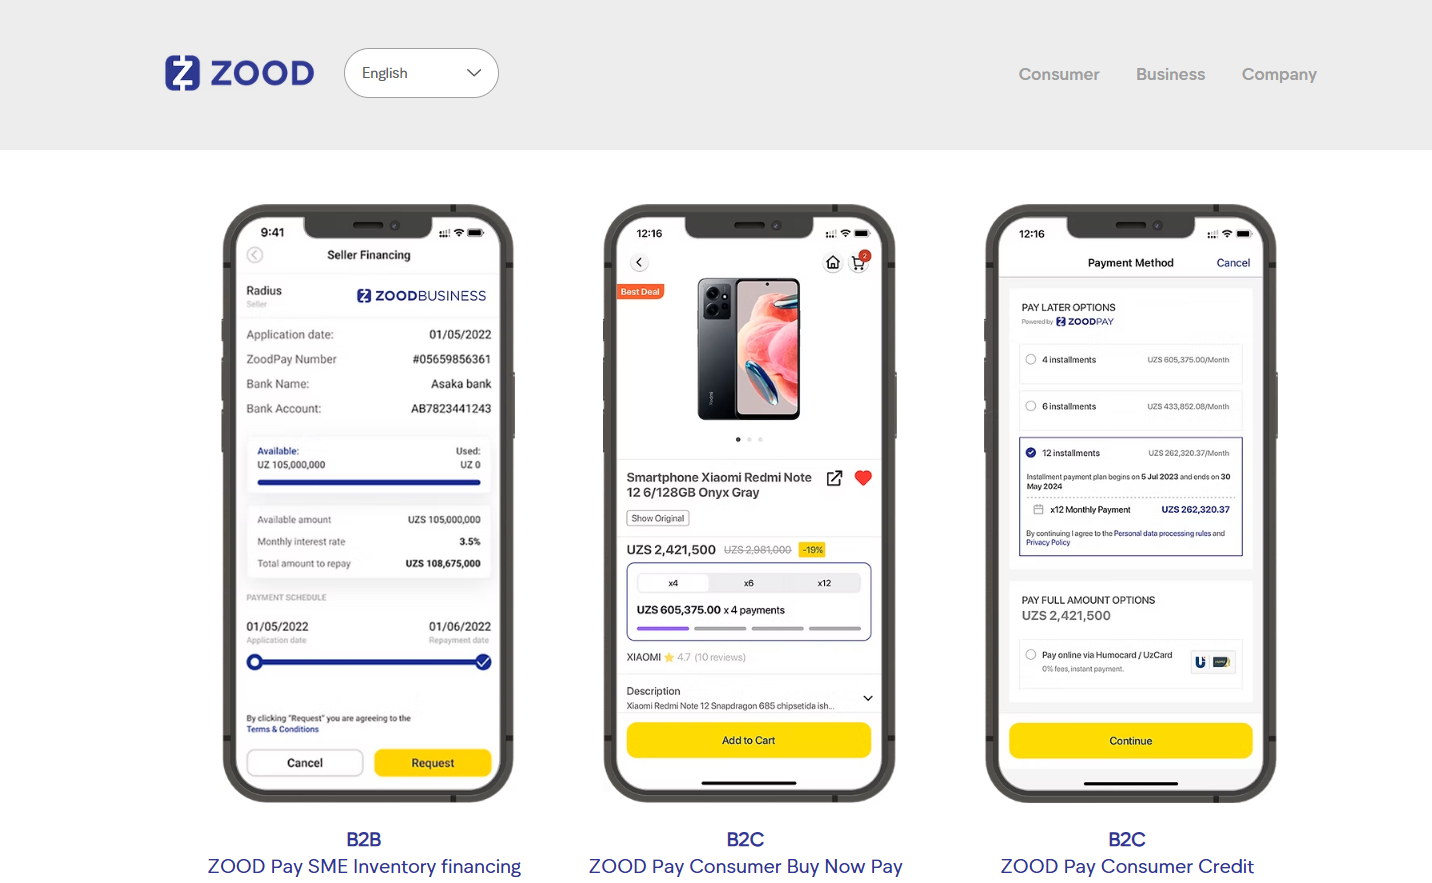 ZOOD
English
Consumer
Business
Company
9:41
Seller Financing
Radius
Seller
ZOODBUSINESS
Application date: 01/05/2022
ZoodPay Number #05659856361
Bank Name: Asaka bank
Bank Account: AB7823441243
Available: Used:
UZ 105,000,000 UZ 0
Available amount UZS 105,000,000
Monthly interest rate 3.5%
Total amount to repay UZS 108,675,000
PAYMENT SCHEDULE
01/05/2022 01/06/2022
Application date Repayment date
By clicking "Request" you are agreeing to the
Terms & Conditions
Cancel Request
B2B
ZOOD Pay SME Inventory financing
12:16
2
Best Deal
Redmi
Smartphone Xiaomi Redmi Note
12 6/128GB Onyx Gray
Show Original
UZS 2,421,500 UZS 2,981,000 -19%
x4 x6 x12
UZS 605,375.00 x 4 payments
XIAOMI 4.7 (10 reviews)
Description
Xiaomi Redmi Note 12 Snapdragon 685 chipsetida ish...
Add to Cart
B2C
ZOOD Pay Consumer Buy Now Pay
12:16
Payment Method Cancel
PAY LATER OPTIONS
Powered by ZOODPAY
4 installments UZS 605,375.00/Month
6 installments UZS 433,852.08/Month
12 installments UZS 262,320.37/Month
Installment payment plan begins on 5 Jul 2023 and ends on 30
May 2024
x12 Monthly Payment UZS 262,320.37
By continuing I agree to the Personal data processing rules and
Privacy Policy
PAY FULL AMOUNT OPTIONS
UZS 2,421,500
Pay online via Humocard / UzCard
0% fees, instant payment.
Continue
B2C
ZOOD Pay Consumer Credit